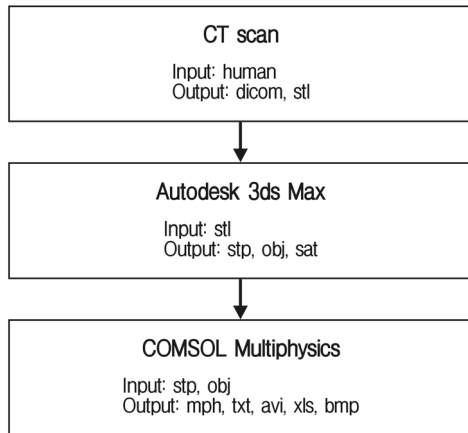 CT scan
Input: human
Output: dicom, stl
Autodesk 3ds Max
Input: stl
Output: stp, obj, sat
COMSOL Multiphysics
Input: stp, obj
Output: mph, txt, avi, xls, bmp